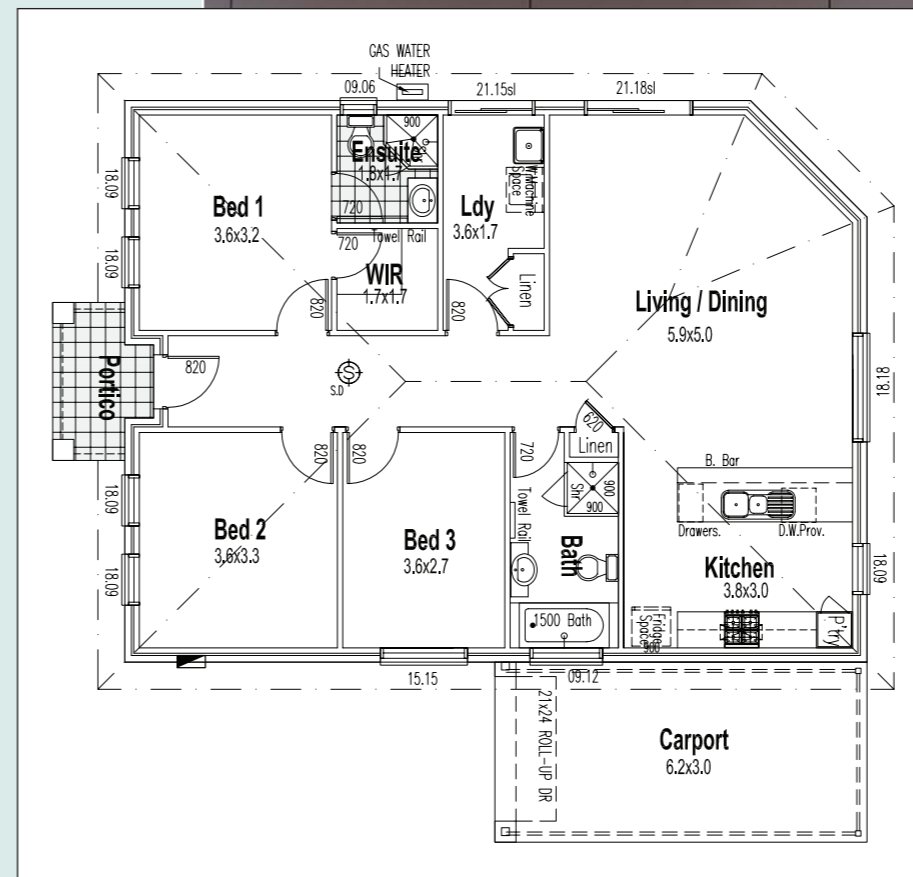 GAS WATER
HEATER
09.06
21.15sl
21.18sl
900
Ensuite
1.8x1.7
720
18.09
Bed 1
3.6x3.2
18.09
Ldy
3.6x1.7
W.Machine
Space
Towel Rail
720
WIR
1.7x1.7
Linen
820
820
Living / Dining
5.9x5.0
18.18
Portico
820
S
S.D
820
820
720
620
Linen
B. Bar
18.09
Bed 2
3.6x3.3
18.09
Bed 3
3.6x2.7
Towel Rail
Shr
900
900
Bath
1500 Bath
Drawers.
D.W.Prov.
Kitchen
3.8x3.0
18.09
Fridge
Space
900
P'try
15.15
09.12
21x24 ROLL-UP DR
Carport
6.2x3.0